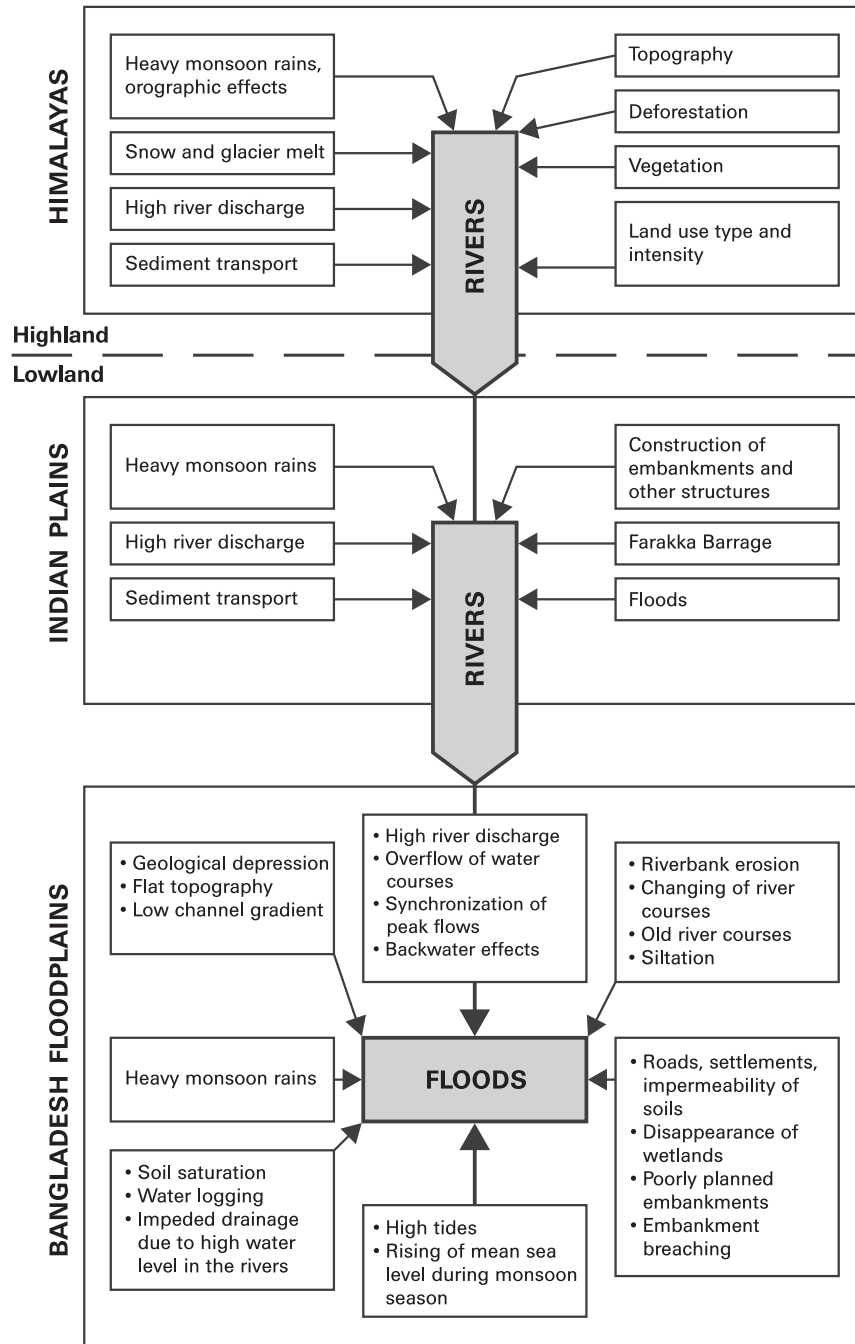 HIMALAYAS
Heavy monsoon rains,
orographic effects
Snow and glacier melt
High river discharge
Sediment transport
RIVERS
Topography
Deforestation
Vegetation
Land use type and
intensity
Highland
Lowland
INDIAN PLAINS
Heavy monsoon rains
High river discharge
Sediment transport
RIVERS
Construction of
embankments and
other structures
Farakka Barrage
Floods
BANGLADESH FLOODPLAINS
• Geological depression
• Flat topography
• Low channel gradient
• High river discharge
• Overflow of water
courses
• Synchronization of
peak flows
• Backwater effects
• Riverbank erosion
• Changing of river
courses
• Old river courses
• Siltation
Heavy monsoon rains
FLOODS
• Roads, settlements,
impermeability of
soils
• Disappearance of
wetlands
• Poorly planned
embankments
• Embankment
breaching
• Soil saturation
• Water logging
• Impeded drainage
due to high water
level in the rivers
• High tides
• Rising of mean sea
level during monsoon
season